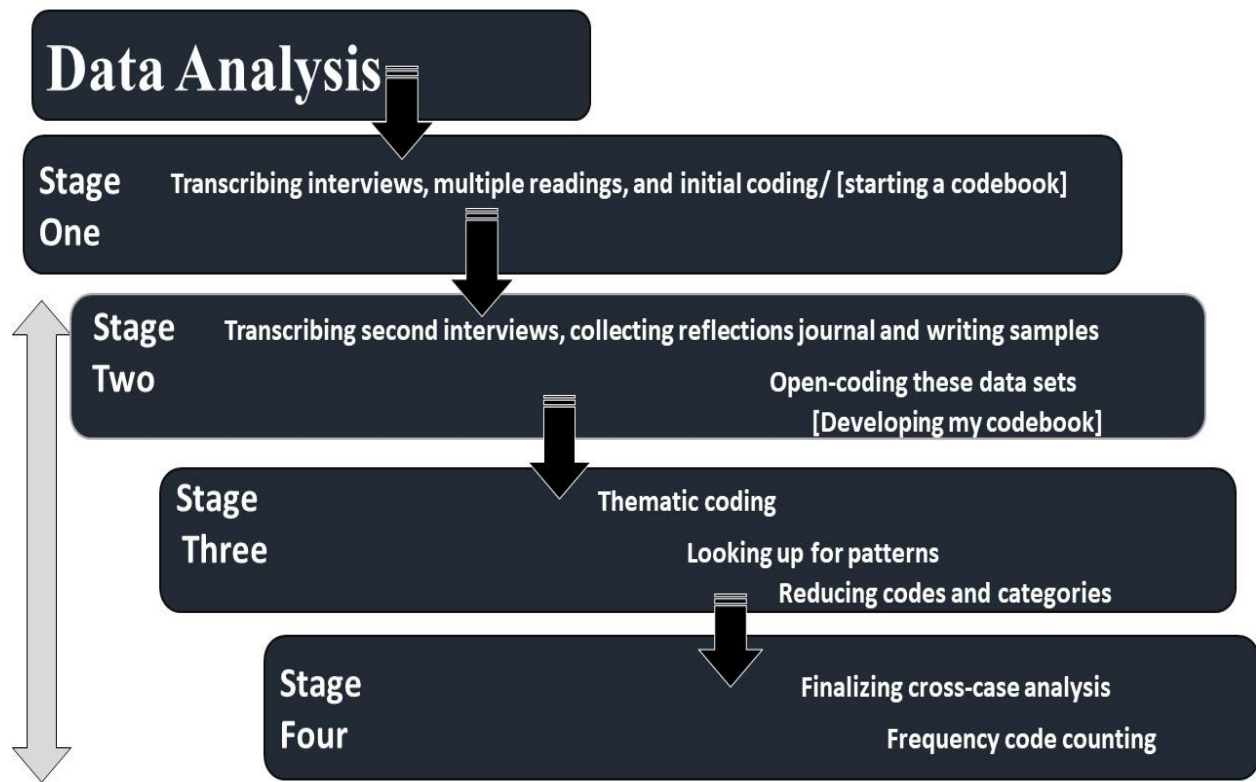 Data Analysis
Stage
One
Transcribing interviews, multiple readings, and initial coding/ [starting a codebook]
Stage
Two
Transcribing second interviews, collecting reflections journal and writing samples
Open-coding these data sets
[Developing my codebook]
Stage
Three
Thematic coding
Looking up for patterns
Reducing codes and categories
Stage
Four
Finalizing cross-case analysis
Frequency code counting